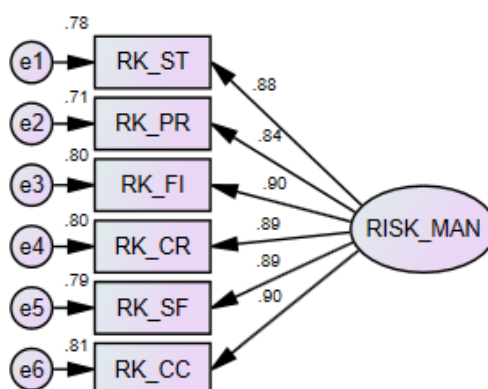 .78
e1 RK_ST .88
.71
e2 RK_PR .84
.80
e3 RK_FI .90
RISK_MAN
.80
e4 RK_CR .89
.79
e5 RK_SF .89
.81
e6 RK_CC .90